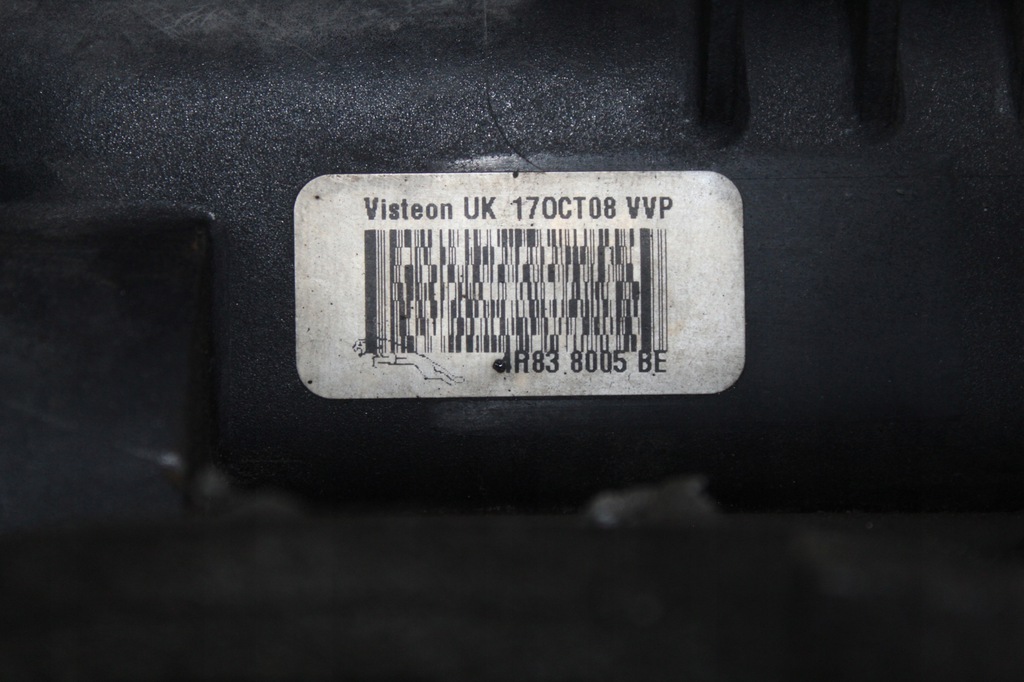 Visteon UK 17OCT08 VVP
4R83 8005 BE